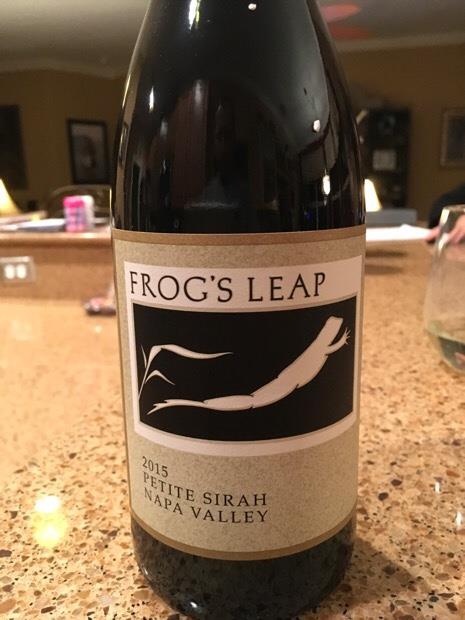 FROG'S LEAP
2015
PETITE SIRAH
NAPA VALLEY